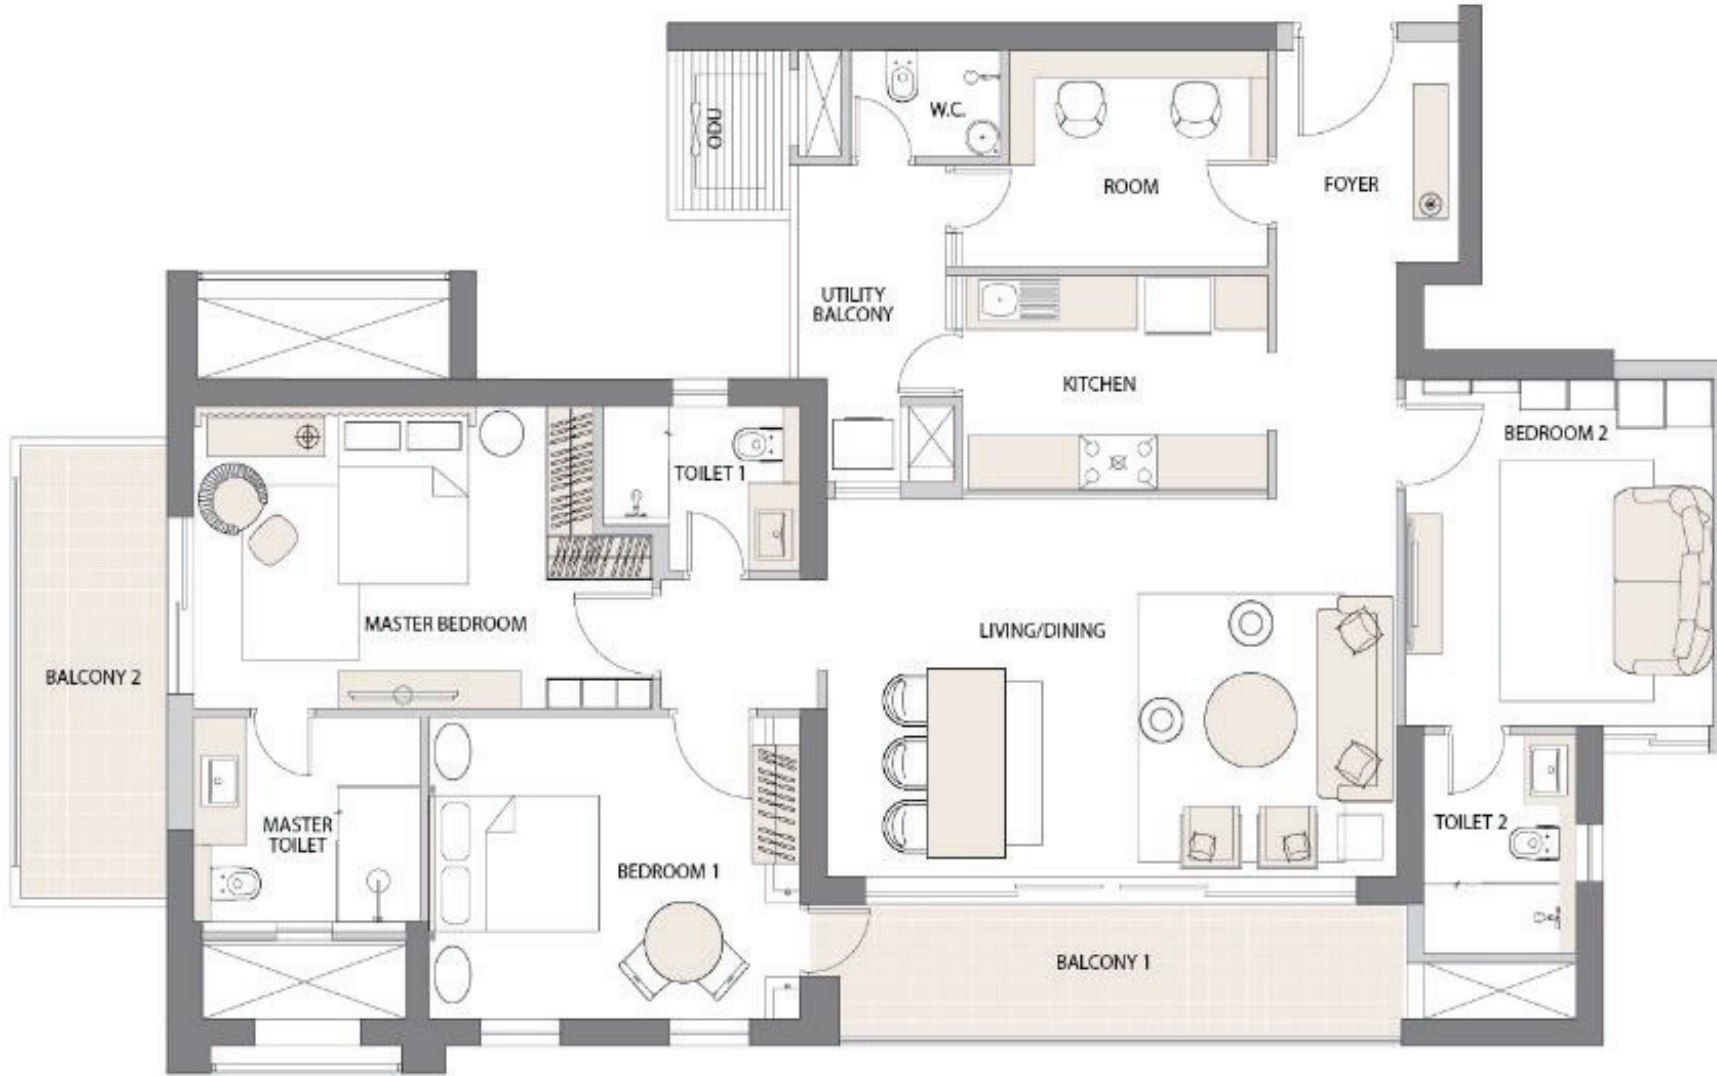 ODU
W.C.
ROOM
FOYER
UTILITY
BALCONY
KITCHEN
BEDROOM 2
TOILET 1
MASTER BEDROOM
LIVING/DINING
BALCONY 2
MASTER
TOILET
TOILET 2
BEDROOM 1
BALCONY 1